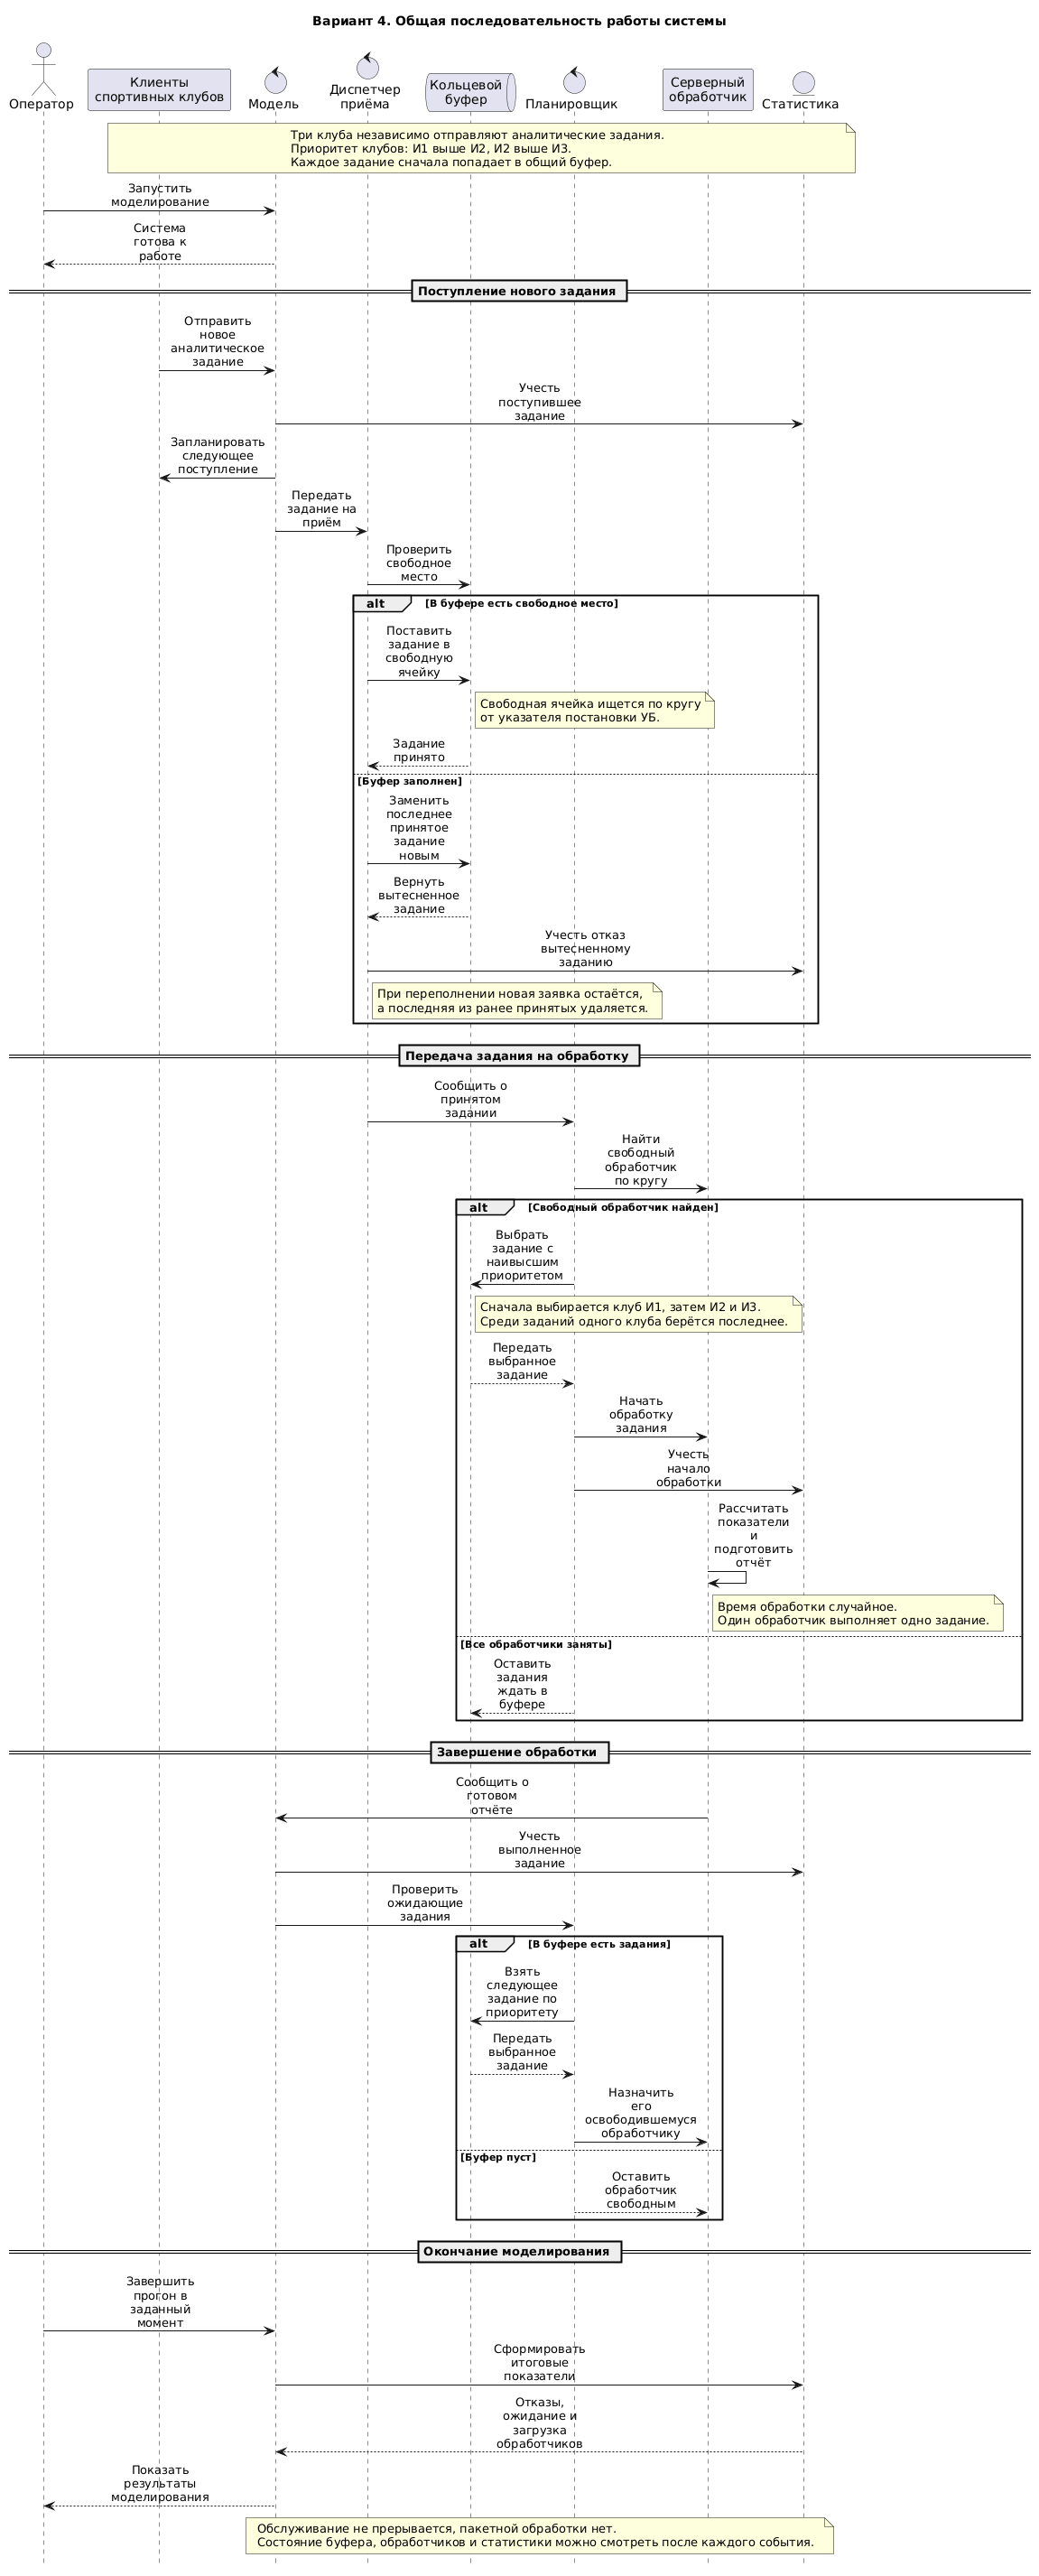 Вариант 4. Общая последовательность работы системы
Оператор
Клиенты
спортивных клубов
Модель
Диспетчер
приёма
Кольцевой
буфер
Планировщик
Серверный
обработчик
Статистика
Три клуба независимо отправляют аналитические задания.
Приоритет клубов: И1 выше И2, И2 выше И3.
Каждое задание сначала попадает в общий буфер.
Запустить
моделирование
Система
готова к
работе
Поступление нового задания
Отправить
новое
аналитическое
задание
Учесть
поступившее
задание
Запланировать
следующее
поступление
Передать
задание на
приём
Проверить
свободное
место
alt
[В буфере есть свободное место]
Поставить
задание в
свободную
ячейку
Свободная ячейка ищется по кругу
от указателя постановки УБ.
Задание
принято
[Буфер заполнен]
Заменить
последнее
принятое
задание
новым
Вернуть
вытесненное
задание
Учесть отказ
вытесненному
заданию
При переполнении новая заявка остаётся,
а последняя из ранее принятых удаляется.
Передача задания на обработку
Сообщить о
принятом
задании
Найти
свободный
обработчик
по кругу
alt
[Свободный обработчик найден]
Выбрать
задание с
наивысшим
приоритетом
Сначала выбирается клуб И1, затем И2 и И3.
Среди заданий одного клуба берётся последнее.
Передать
выбранное
задание
Начать
обработку
задания
Учесть
начало
обработки
Рассчитать
показатели
и
подготовить
отчёт
Время обработки случайное.
Один обработчик выполняет одно задание.
[Все обработчики заняты]
Оставить
задания
ждать в
буфере
Завершение обработки
Сообщить о
готовом
отчёте
Учесть
выполненное
задание
Проверить
ожидающие
задания
alt
[В буфере есть задания]
Взять
следующее
задание по
приоритету
Передать
выбранное
задание
Назначить
его
освободившемуся
обработчику
[Буфер пуст]
Оставить
обработчик
свободным
Окончание моделирования
Завершить
прогон в
заданный
момент
Сформировать
итоговые
показатели
Отказы,
ожидание и
загрузка
обработчиков
Показать
результаты
моделирования
Обслуживание не прерывается, пакетной обработки нет.
Состояние буфера, обработчиков и статистики можно смотреть после каждого события.